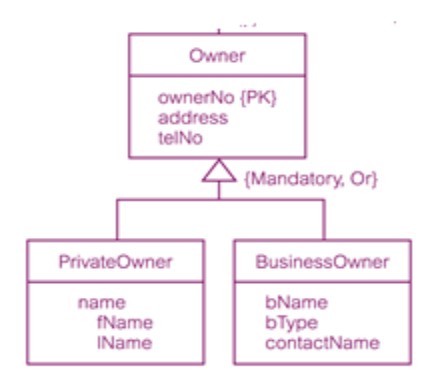 Owner
ownerNo {PK}
address
telNo
{Mandatory, Or}
PrivateOwner
name
fName
lName
BusinessOwner
bName
bType
contactName